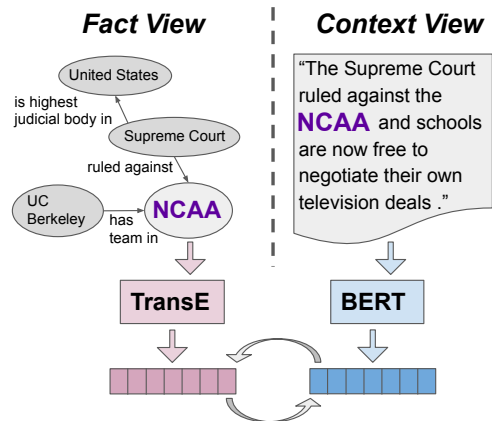 Fact View
United States
is highest
judicial body in
Supreme Court
ruled against
UC
Berkeley
has
team in
NCAA
TransE
Context View
“The Supreme Court
ruled against the
NCAA and schools
are now free to
negotiate their own
television deals .”
BERT